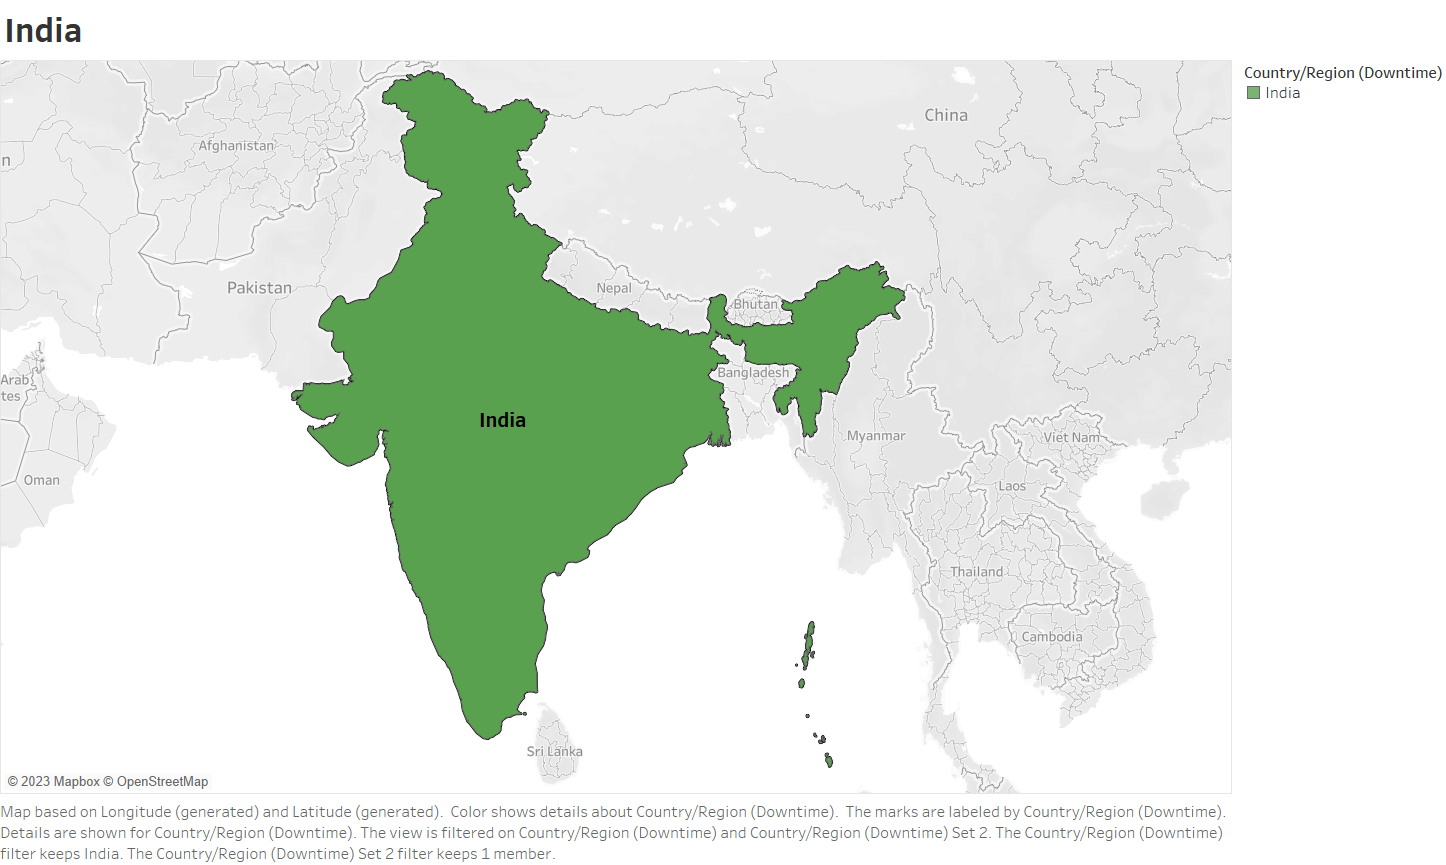 India
Country/Region (Downtime)
India
China
Afghanistan
n
Pakistan
Nepal
Bhutan
Arab
tes
Bangladesh
India
Myanmar
Viet Nam
Oman
Laos
Thailand
Cambodia
Sri Lanka
© 2023 Mapbox © OpenStreetMap
Map based on Longitude (generated) and Latitude (generated).  Color shows details about Country/Region (Downtime).  The marks are labeled by Country/Region (Downtime).
Details are shown for Country/Region (Downtime). The view is filtered on Country/Region (Downtime) and Country/Region (Downtime) Set 2. The Country/Region (Downtime)
filter keeps India. The Country/Region (Downtime) Set 2 filter keeps 1 member.